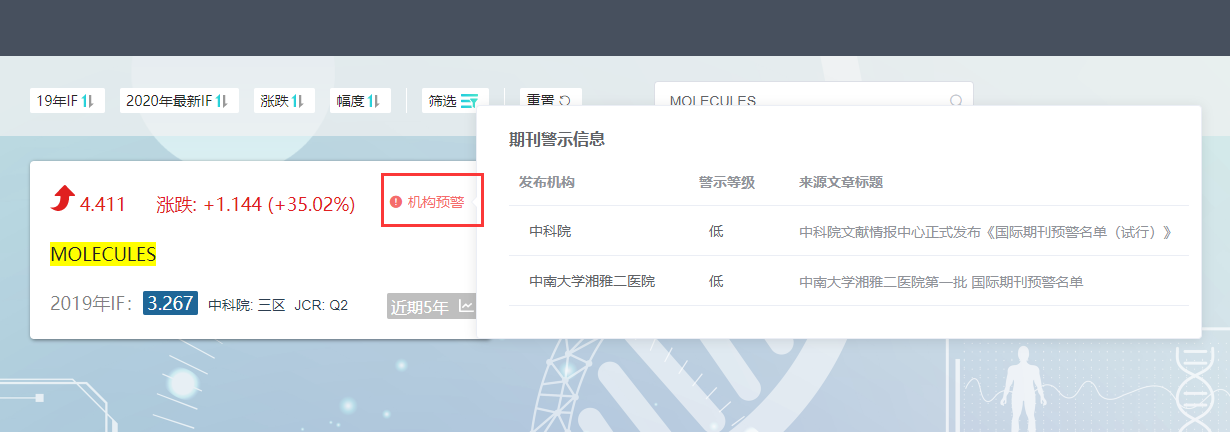 19年IF 2020年最新IF 涨跌 幅度 筛选 重置 MOLECULES
期刊警示信息
发布机构 警示等级 来源文章标题
4.411 涨跌: +1.144 (+35.02%) 机构预警
中科院 低 中科院文献情报中心正式发布《国际期刊预警名单（试行）》
MOLECULES
中南大学湘雅二医院 低 中南大学湘雅二医院第一批 国际期刊预警名单
2019年IF： 3.267 中科院: 三区 JCR: Q2 近期5年